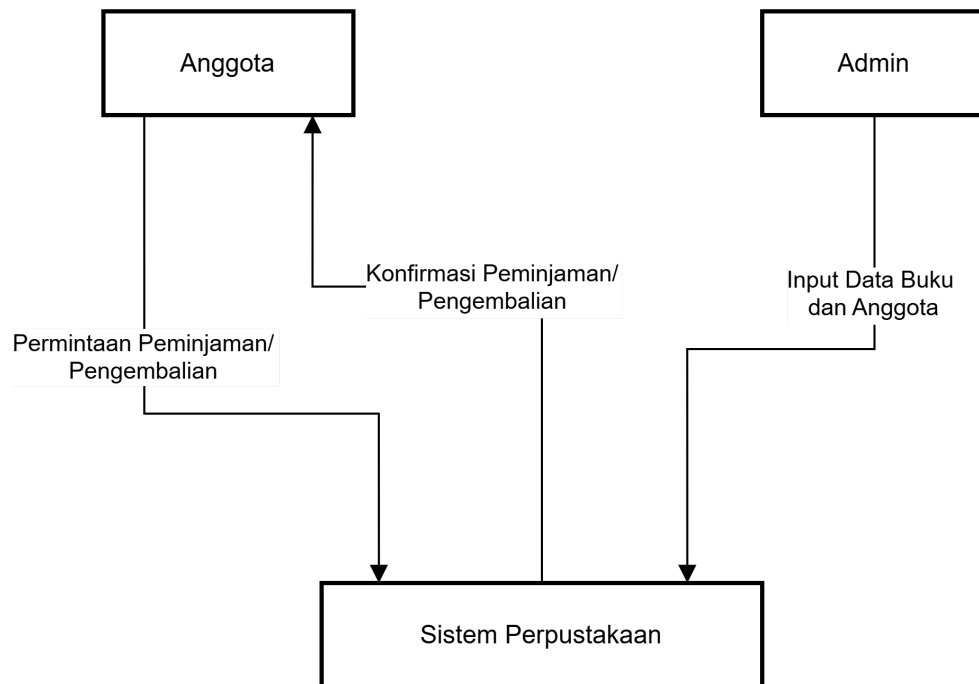 Anggota
Admin
Konfirmasi Peminjaman/
Pengembalian
Input Data Buku
dan Anggota
Permintaan Peminjaman/
Pengembalian
Sistem Perpustakaan